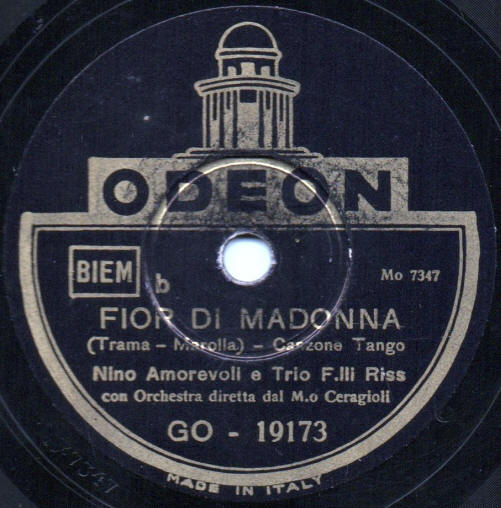 ODEON
BIEM b Mo 7347
FIOR DI MADONNA
(Trama - Marolla) - Canzone Tango
Nino Amorevoli e Trio F.lli Riss
con Orchestra diretta dal M.o Ceragioli
GO - 19173
MADE IN ITALY